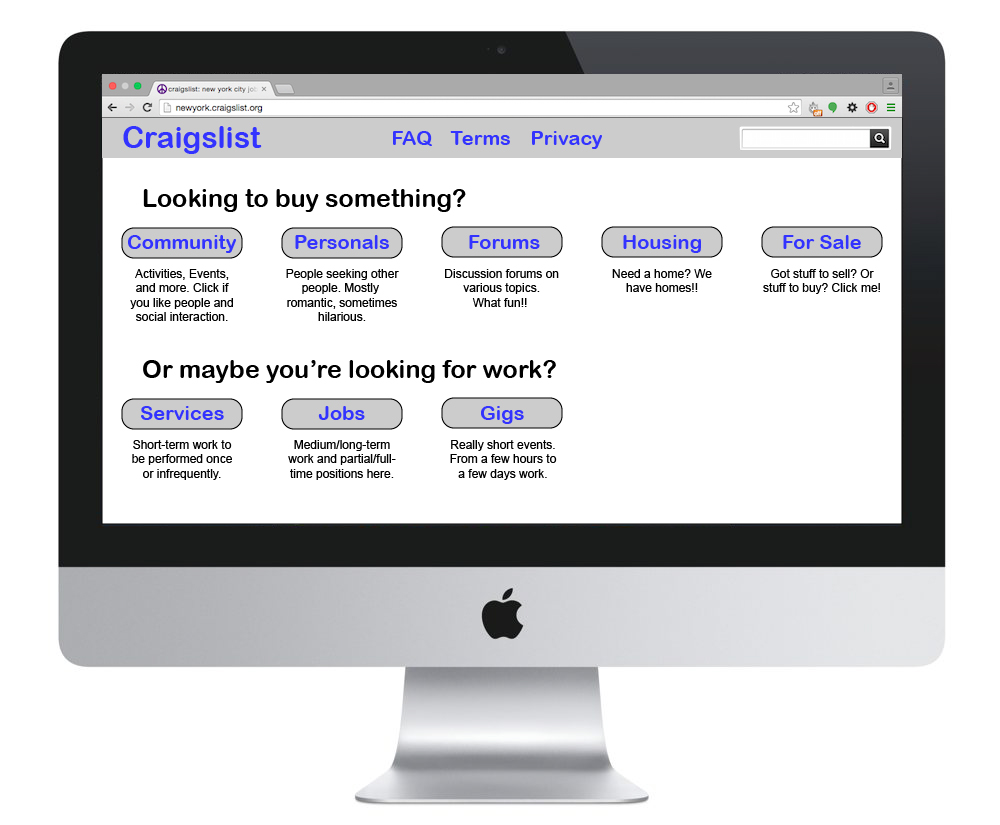 craigslist: new york city jo
newyork.craigslist.org
Craigslist
FAQ Terms Privacy
Looking to buy something?
Community
Activities, Events,
and more. Click if
you like people and
social interaction.
Personals
People seeking other
people. Mostly
romantic, sometimes
hilarious.
Forums
Discussion forums on
various topics.
What fun!!
Housing
Need a home? We
have homes!!
For Sale
Got stuff to sell? Or
stuff to buy? Click me!
Or maybe you’re looking for work?
Services
Short-term work to
be performed once
or infrequently.
Jobs
Medium/long-term
work and partial/full-
time positions here.
Gigs
Really short events.
From a few hours to
a few days work.